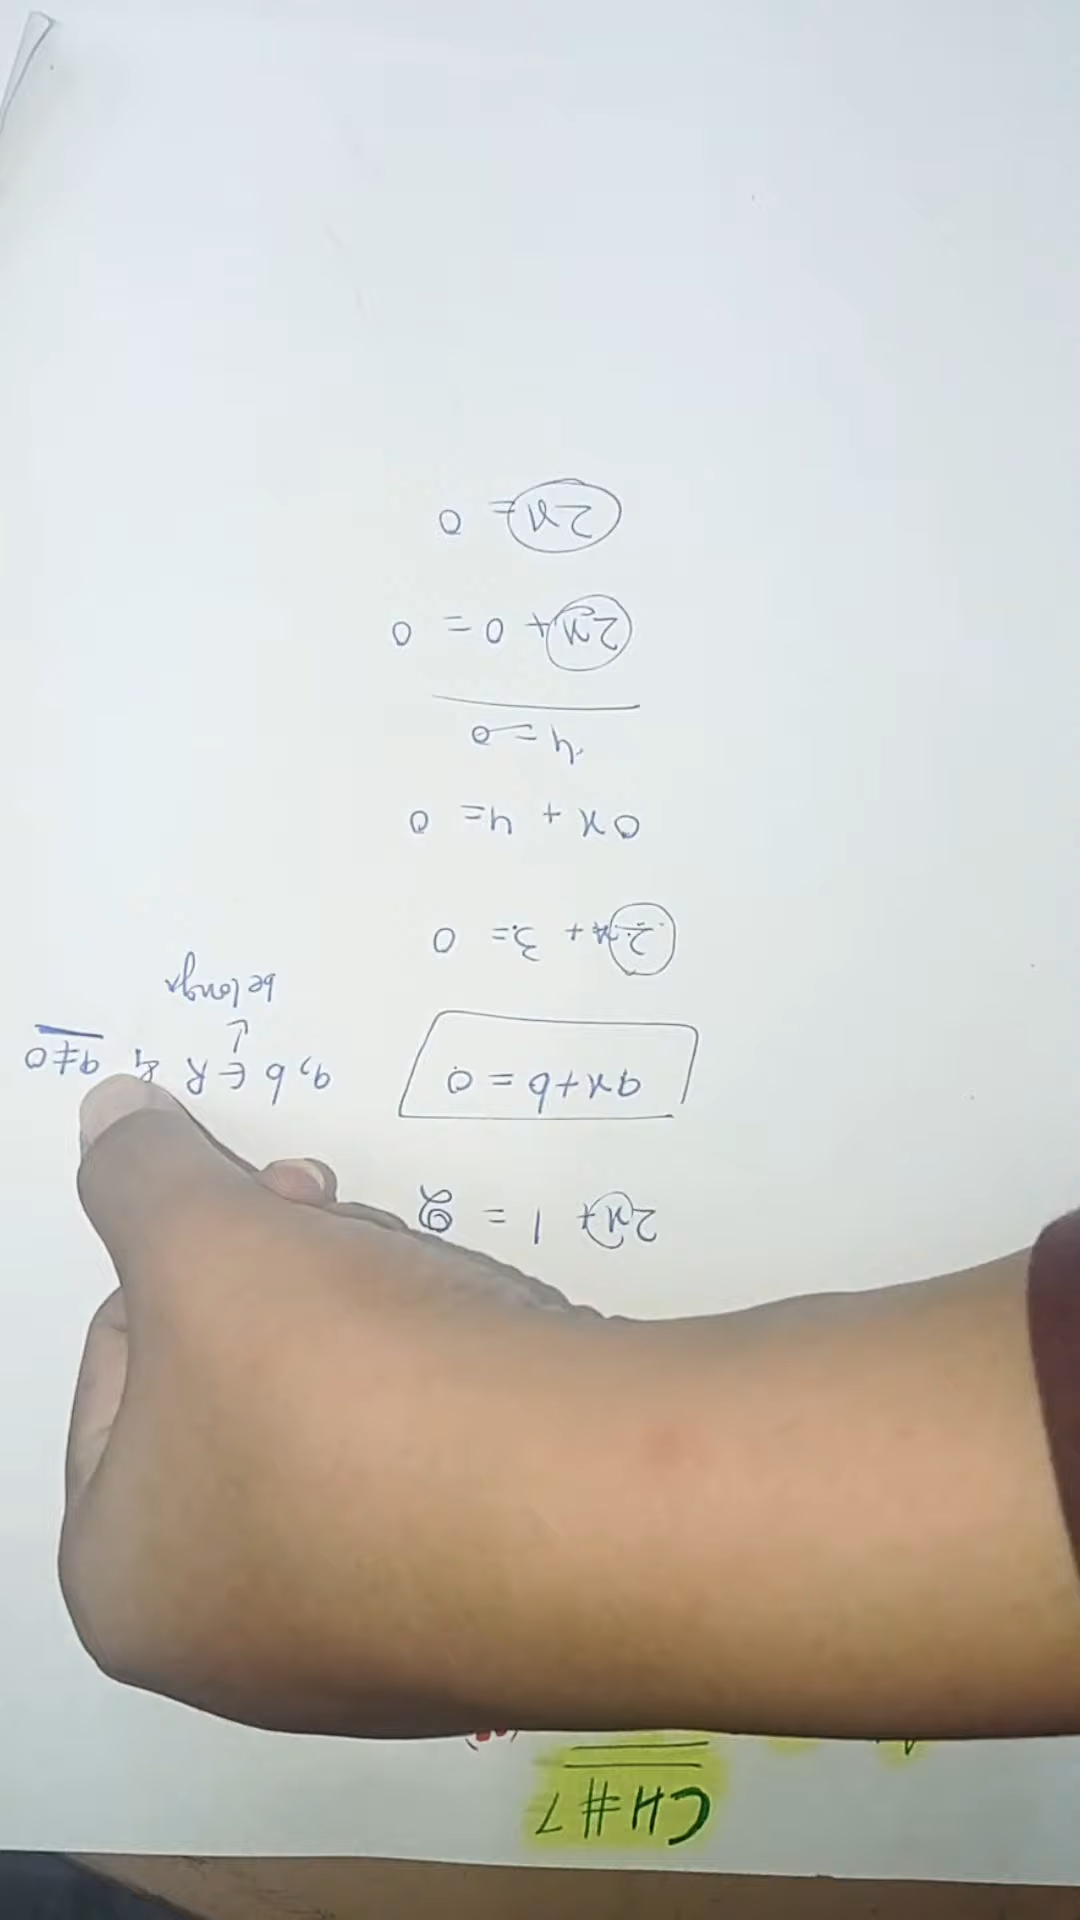 CH #7
2x + 1 = 2
ax+b = 0 a, b ∈ R & a≠0
belongs
2x + 3 = 0
0x + 4 = 0
4 = 0
2x + 0 = 0
2x = 0